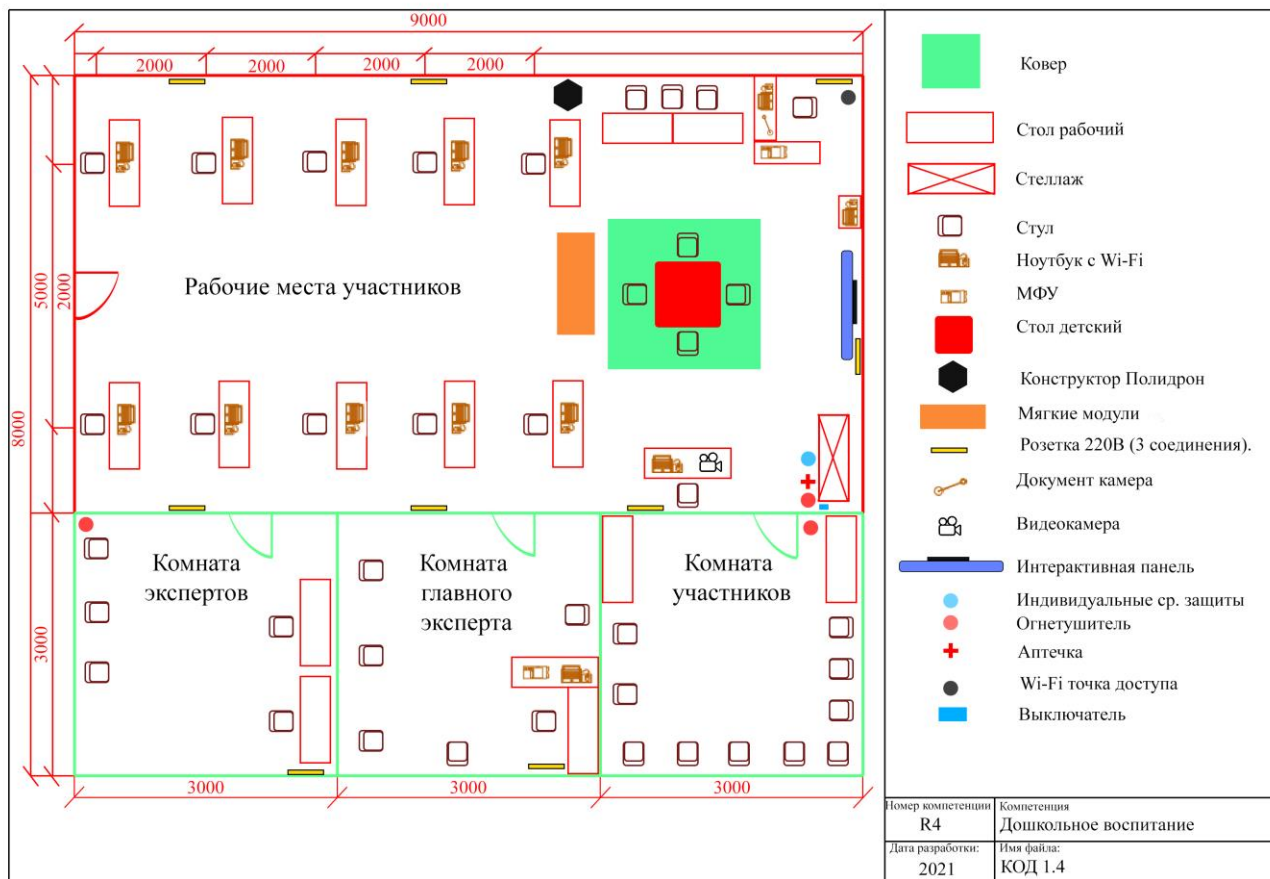 9000
2000
2000
2000
2000
5000
2000
8000
3000
Рабочие места участников
Комната
экспертов
Комната
главного
эксперта
Комната
участников
3000
3000
3000
Ковер
Стол рабочий
Стеллаж
Стул
Ноутбук с Wi-Fi
МФУ
Стол детский
Конструктор Полидрон
Мягкие модули
Розетка 220В (3 соединения).
Документ камера
Видеокамера
Интерактивная панель
Индивидуальные ср. защиты
Огнетушитель
Аптечка
Wi-Fi точка доступа
Выключатель
Номер компетенции
Компетенция
R4
Дошкольное воспитание
Дата разработки:
Имя файла:
2021
КОД 1.4